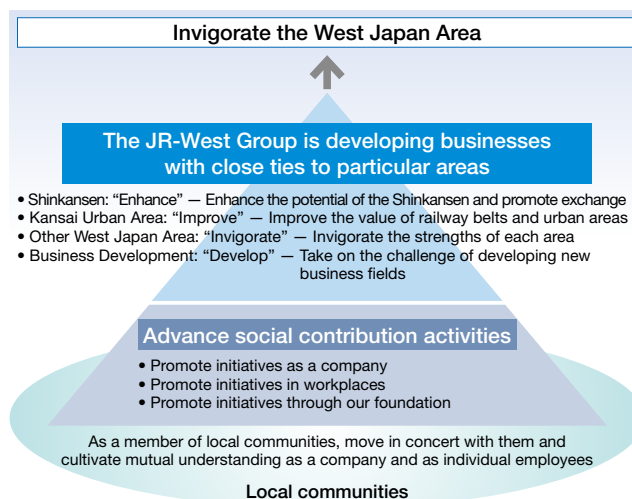 Invigorate the West Japan Area
The JR-West Group is developing businesses
with close ties to particular areas
• Shinkansen: “Enhance” — Enhance the potential of the Shinkansen and promote exchange
• Kansai Urban Area: “Improve” — Improve the value of railway belts and urban areas
• Other West Japan Area: “Invigorate” — Invigorate the strengths of each area
• Business Development: “Develop” — Take on the challenge of developing new
business fields
Advance social contribution activities
• Promote initiatives as a company
• Promote initiatives in workplaces
• Promote initiatives through our foundation
As a member of local communities, move in concert with them and
cultivate mutual understanding as a company and as individual employees
Local communities